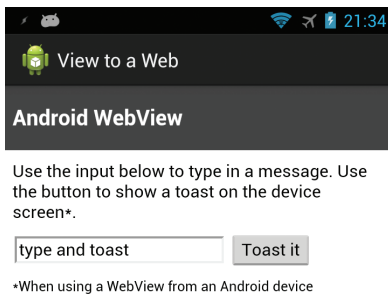 21:34
View to a Web
Android WebView
Use the input below to type in a message. Use
the button to show a toast on the device
screen*.
type and toast
Toast it
*When using a WebView from an Android device